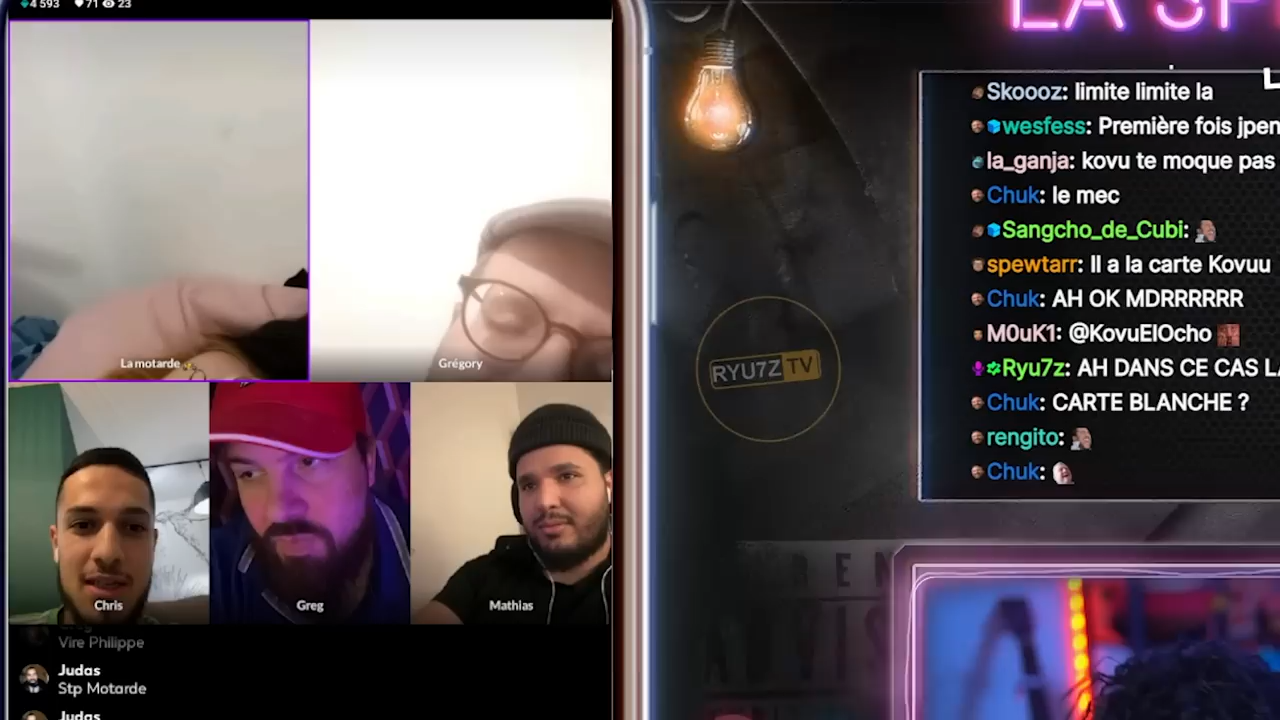 4 593 71 23
La motarde
Grégory
Chris
Greg
Mathias
Vire Philippe
Judas
Stp Motarde
Judas
LA SP
Skoooz: limite limite la
wesfess: Première fois jpen
la_ganja: kovu te moque pas
Chuk: le mec
Sangcho_de_Cubi:
spewtarr: Il a la carte Kovuu
Chuk: AH OK MDRRRRRR
M0uK1: @KovuElOcho
Ryu7z: AH DANS CE CAS LA
Chuk: CARTE BLANCHE ?
rengito:
Chuk:
RYU7Z TV